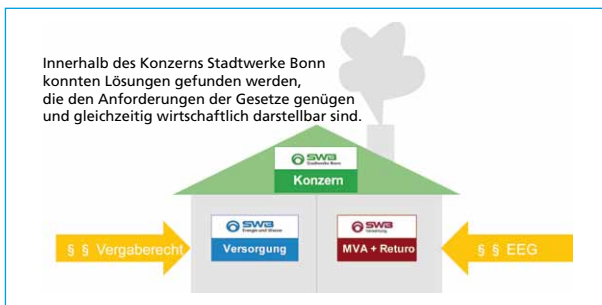 Innerhalb des Konzerns Stadtwerke Bonn
konnten Lösungen gefunden werden,
die den Anforderungen der Gesetze genügen
und gleichzeitig wirtschaftlich darstellbar sind.
SWB
Stadtwerke Bonn
Konzern
SWB
Energie und Wasser
Versorgung
SWB
Verwertung
MVA + Returo
§ § Vergaberecht
§ § EEG